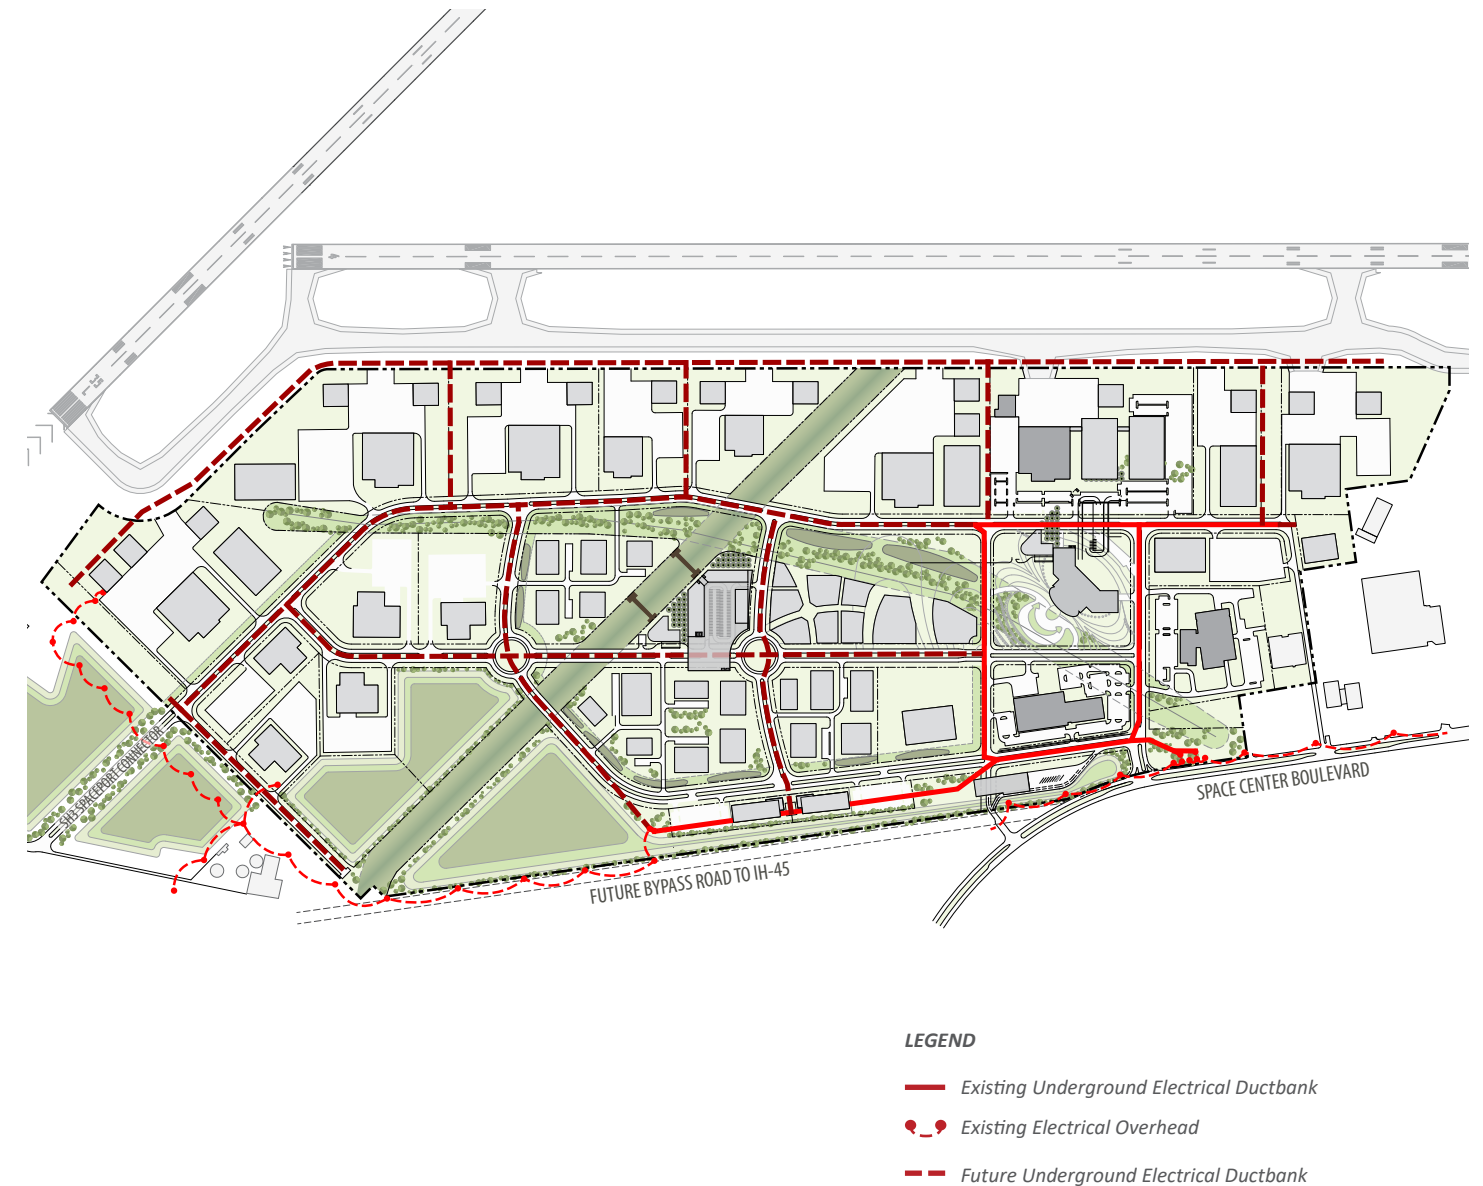 SH3 SPACEPORT CONNECTOR
SPACE CENTER BOULEVARD
FUTURE BYPASS ROAD TO IH-45
LEGEND
Existing Underground Electrical Ductbank
Existing Electrical Overhead
Future Underground Electrical Ductbank